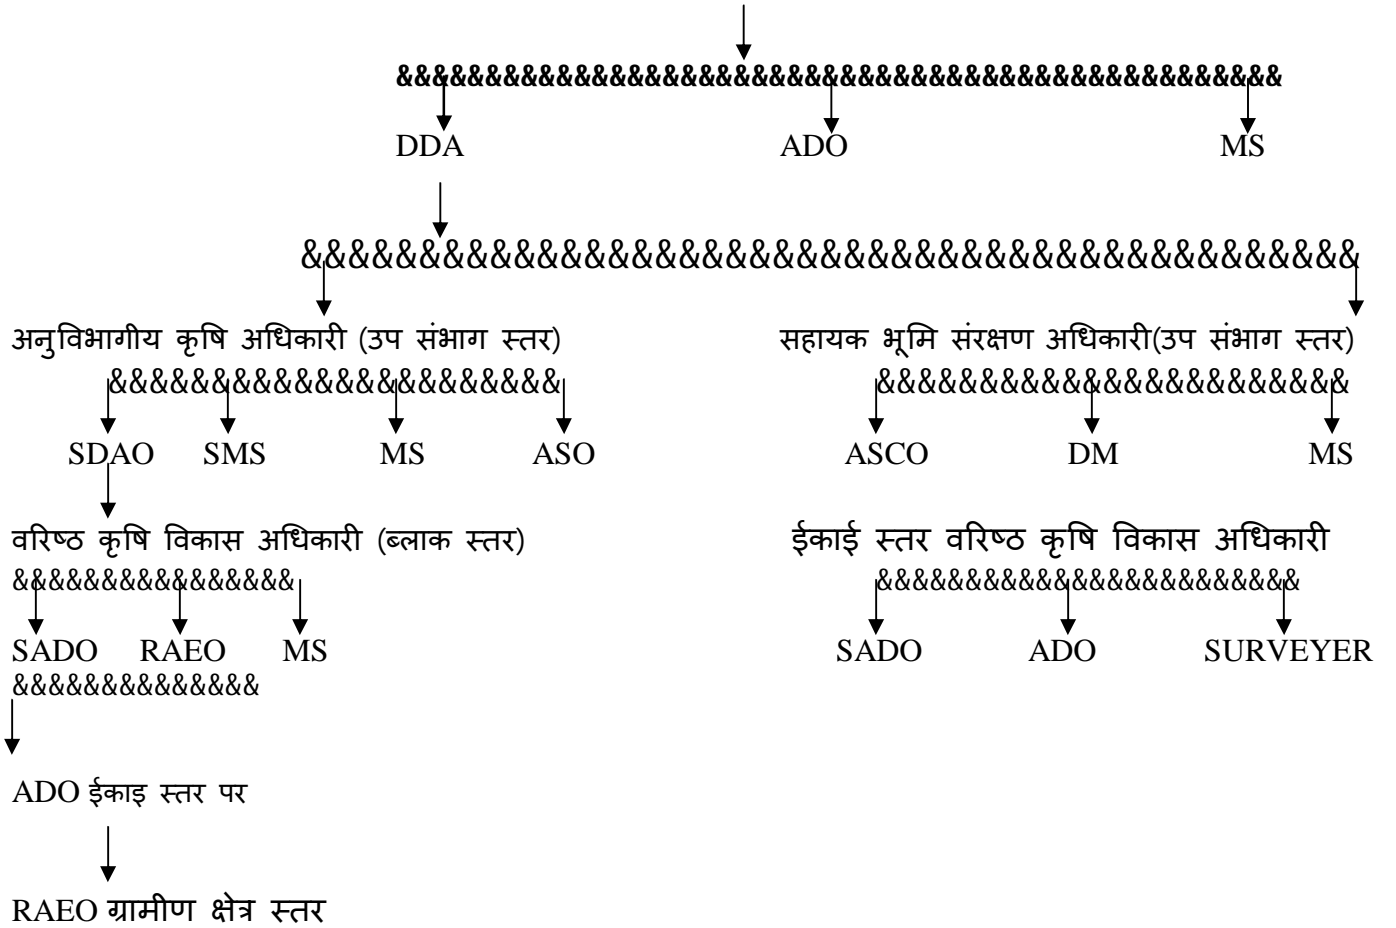 &&&&&&&&&&&&&&&&&&&&&&&&&&&&&&&&&&&&&&&&&&&&&&&&&&
DDA ADO MS
&&&&&&&&&&&&&&&&&&&&&&&&&&&&&&&&&&&&&&&&&&&&&
अनुविभागीय कृषि अधिकारी (उप संभाग स्तर) सहायक भूमि संरक्षण अधिकारी(उप संभाग स्तर)
&&&&&&&&&&&&&&&&&&&&&& &&&&&&&&&&&&&&&&&&&&&&&
SDAO SMS MS ASO ASCO DM MS
वरिष्ठ कृषि विकास अधिकारी (ब्लाक स्तर) ईकाई स्तर वरिष्ठ कृषि विकास अधिकारी
&&&&&&&&&&&&&&&& &&&&&&&&&&&&&&&&&&&&&&&&
SADO RAEO MS SADO ADO SURVEYER
&&&&&&&&&&&&&&
ADO ईकाइ स्तर पर
RAEO ग्रामीण क्षेत्र स्तर